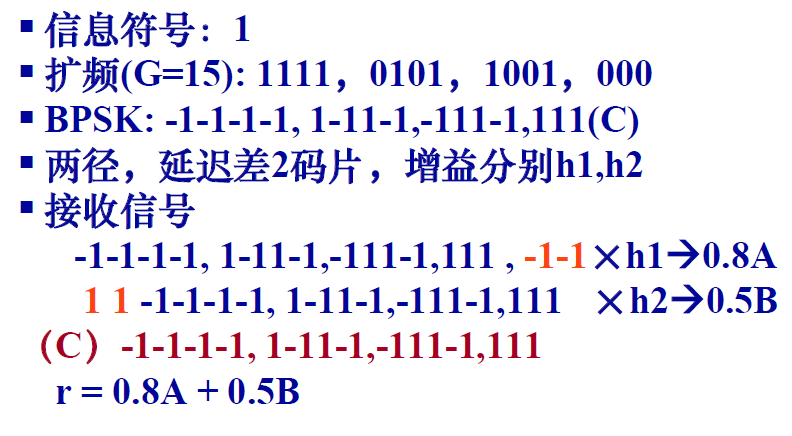 ▪ 信息符号：1
▪ 扩频(G=15): 1111，0101，1001，000
▪ BPSK: -1-1-1-1, 1-11-1,-111-1,111(C)
▪ 两径，延迟差2码片，增益分别h1,h2
▪ 接收信号
-1-1-1-1, 1-11-1,-111-1,111 , -1-1×h1→0.8A
1 1 -1-1-1-1, 1-11-1,-111-1,111 ×h2→0.5B
（C）-1-1-1-1, 1-11-1,-111-1,111
r = 0.8A + 0.5B